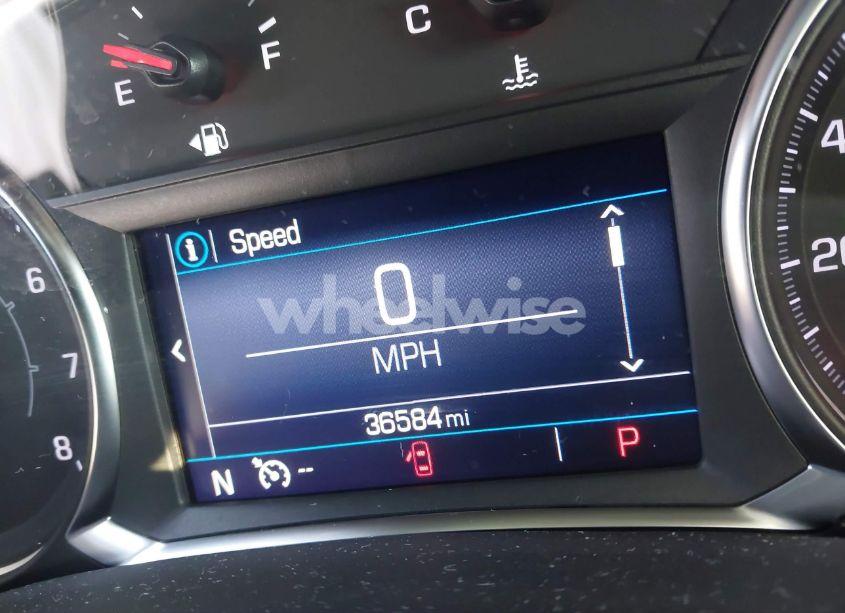 E F
C
4
20
6
7
8
i Speed
0
MPH
36584 mi
N -- P
wheelwise